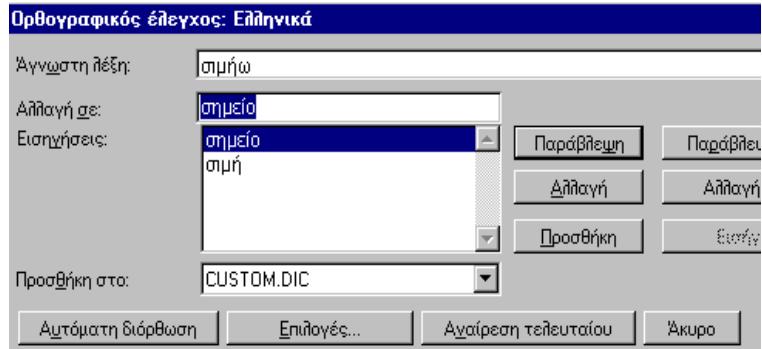 Ορθογραφικός έλεγχος: Ελληνικά
Άγνωστη λέξη: σιμήω
Αλλαγή σε: σημείο
Εισηγήσεις: σημείο
σιμή
Παράβλεψη
Αλλαγή Αλλαγή
Προσθήκη
Προσθήκη στο: CUSTOM.DIC
Αυτόματη διόρθωση Επιλογές... Αναίρεση τελευταίου Άκυρο